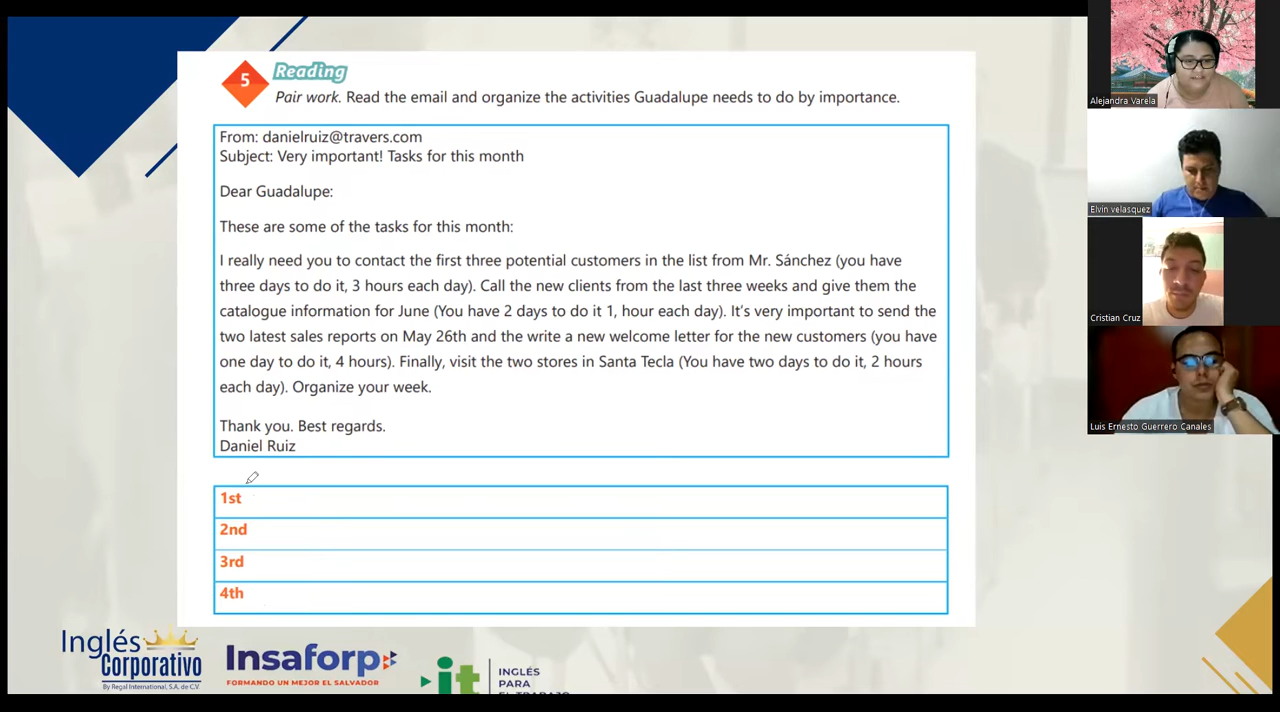 5
Reading
Pair work. Read the email and organize the activities Guadalupe needs to do by importance.
From: danielruiz@travers.com
Subject: Very important! Tasks for this month
Dear Guadalupe:
These are some of the tasks for this month:
I really need you to contact the first three potential customers in the list from Mr. Sánchez (you have
three days to do it, 3 hours each day). Call the new clients from the last three weeks and give them the
catalogue information for June (You have 2 days to do it 1, hour each day). It's very important to send the
two latest sales reports on May 26th and the write a new welcome letter for the new customers (you have
one day to do it, 4 hours). Finally, visit the two stores in Santa Tecla (You have two days to do it, 2 hours
each day). Organize your week.
Thank you. Best regards.
Daniel Ruiz
1st
2nd
3rd
4th
Inglés
Corporativo
By Regal International, S.A. de C.V.
Insaforp
FORMANDO UN MEJOR EL SALVADOR
it
INGLÉS
PARA
EL TRABAJO
Alejandra Varela
Elvin velasquez
Cristian Cruz
Luis Ernesto Guerrero Canales